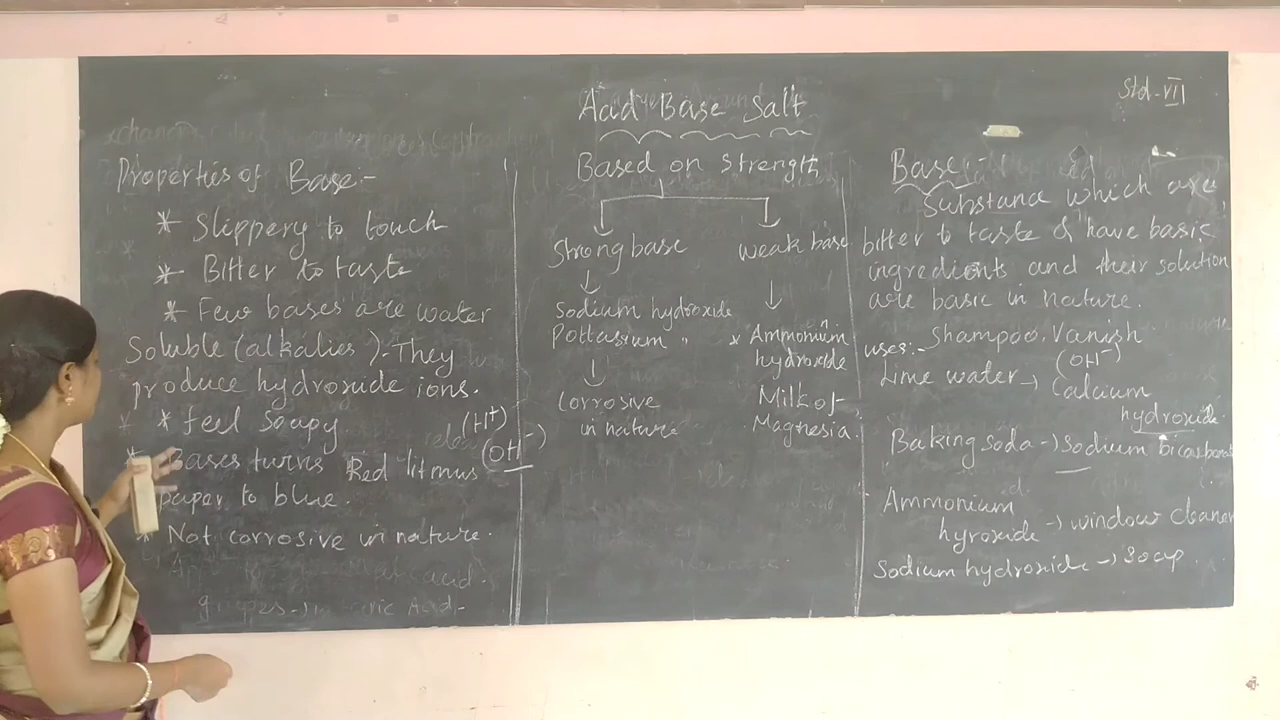 Acid Base Salt
Std-VI
Properties of Base:-
* Slippery to touch
* Bitter to taste
* Few bases are water
Soluble (alkalies). They
produce hydroxide ions.
* feel Soapy
(H+)
(OH-)
* Bases turns Red litmus
paper to blue.
* Not corrosive in nature.
Based on Strength
Strong base
Sodium hydroxide
Pottasium "
Corrosive
in nature
weak base
* Ammonium
hydroxide
Milk of
Magnesia.
Base:-
Substance which are
bitter to taste & have basic
ingredients and their solution
are basic in nature.
uses:- Shampoo, Vanish
(OH-)
Lime water → Calcium
hydroxide
Baking soda → Sodium bicarbonate
Ammonium
hyroxide → window cleaner
Sodium hydroxide → Soap